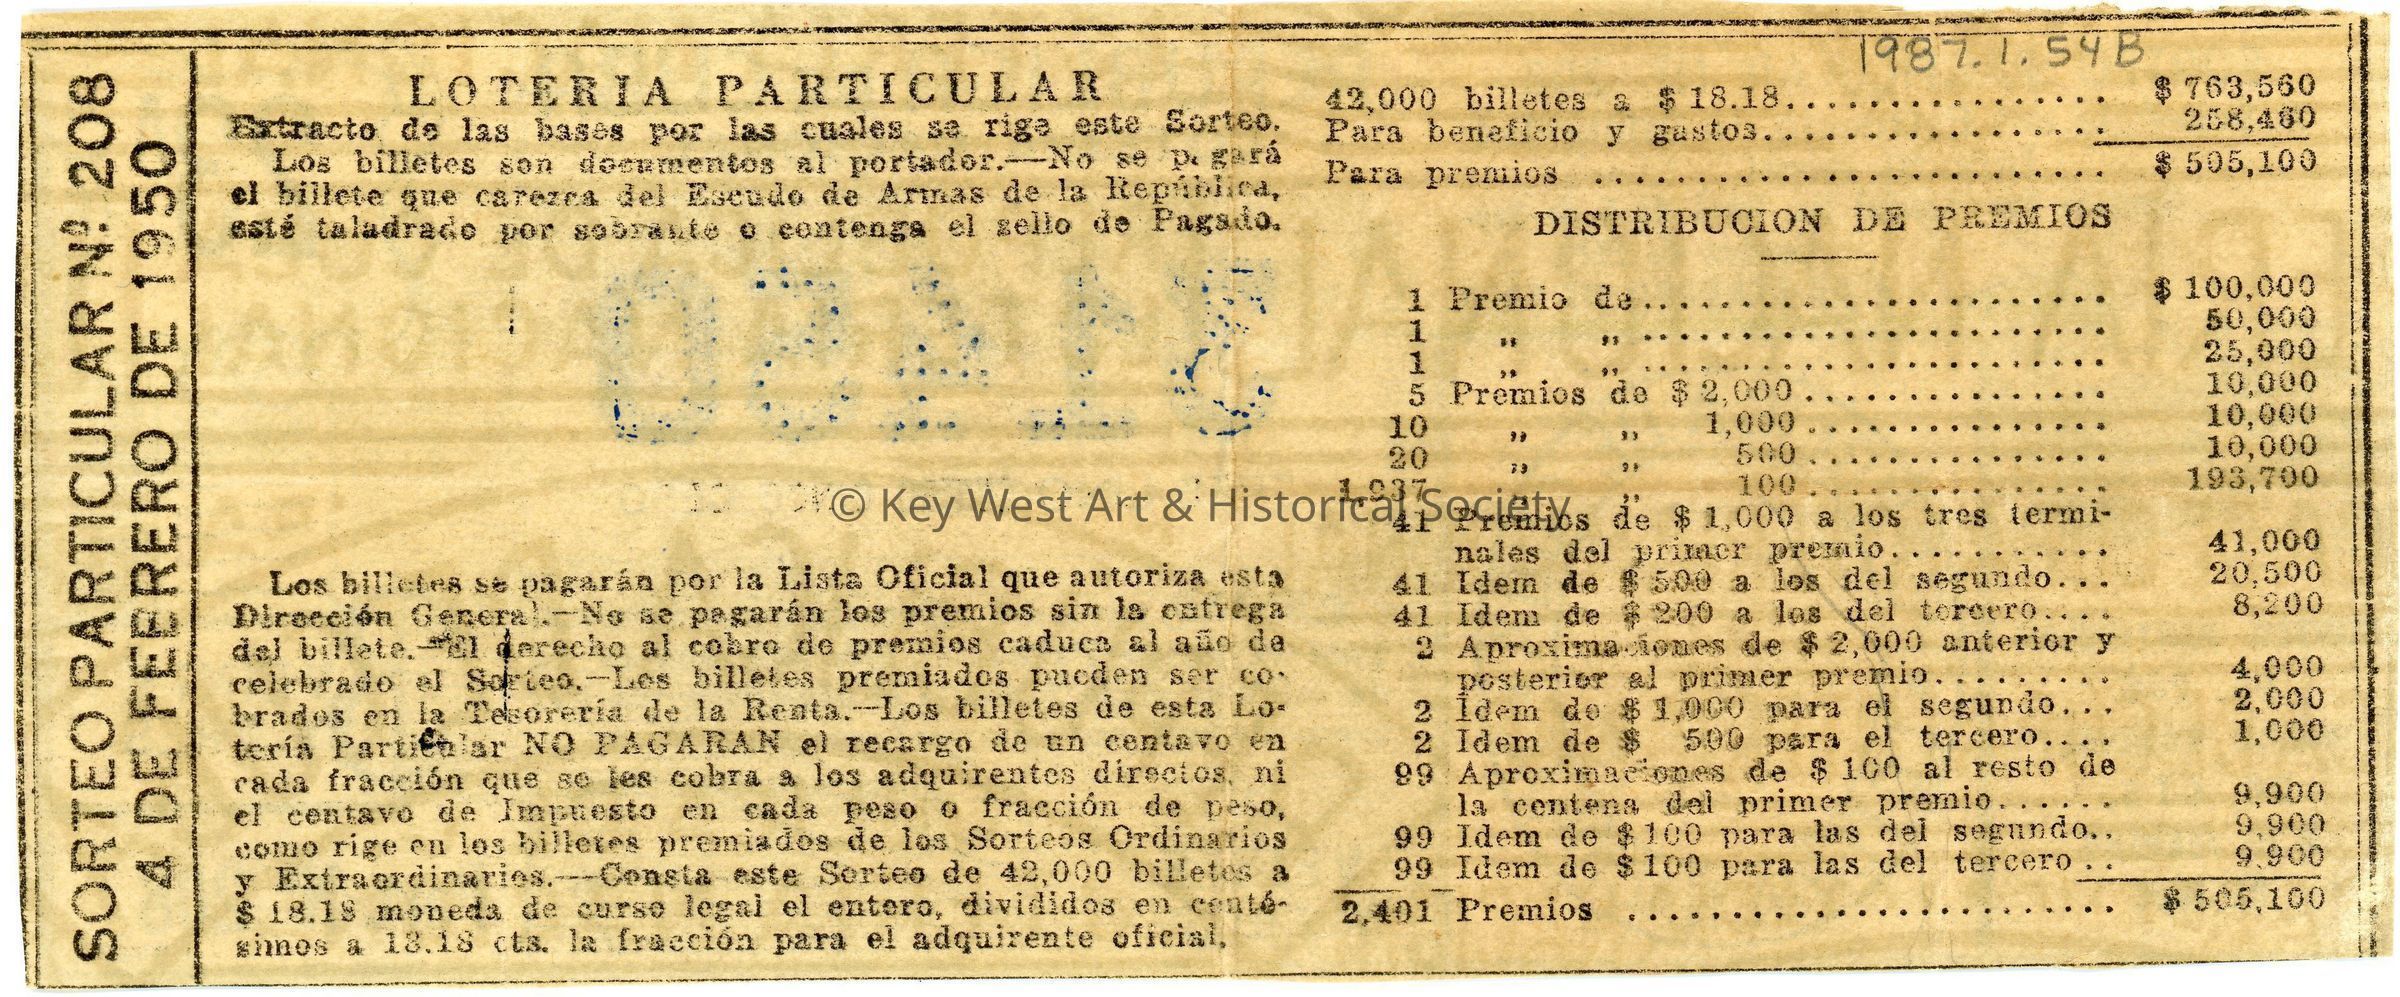 SORTEO PARTICULAR Nº. 208
4 DE FEBRERO DE 1950
LOTERIA PARTICULAR
Extracto de las bases por las cuales se rige este Sorteo.
Los billetes son documentos al portador.—No se pagará
el billete que carezca del Escudo de Armas de la República,
esté taladrado por sobrante o contenga el sello de Pagado.
Los billetes se pagarán por la Lista Oficial que autoriza esta
Dirección General.—No se pagarán los premios sin la entrega
del billete.—El derecho al cobro de premios caduca al año de
celebrado el Sorteo.—Los billetes premiados pueden ser co-
brados en la Tesorería de la Renta.—Los billetes de esta Lo-
tería Particular NO PAGARAN el recargo de un centavo en
cada fracción que se les cobra a los adquirentes directos, ni
el centavo de Impuesto en cada peso o fracción de peso,
como rige en los billetes premiados de los Sorteos Ordinarios
y Extraordinarios.—Consta este Sorteo de 42,000 billetes a
$ 18.18 moneda de curso legal el entero, divididos en centé-
simos a 18.18 cts. la fracción para el adquirente oficial.
1987.1.54B
42,000 billetes a $ 18.18 $ 763,560
Para beneficio y gastos 258,460
Para premios $ 505,100
DISTRIBUCION DE PREMIOS
1 Premio de $ 100,000
1 „ „ 50,000
1 „ „ 25,000
5 Premios de $ 2,000 10,000
10 „ „ 1,000 10,000
20 „ „ 500 10,000
1,937 „ „ 100 193,700
41 Premios de $ 1,000 a los tres termi-
nales del primer premio 41,000
41 Idem de $ 500 a los del segundo 20,500
41 Idem de $ 200 a los del tercero 8,200
2 Aproximaciones de $ 2,000 anterior y
posterior al primer premio 4,000
2 Idem de $ 1,000 para el segundo 2,000
2 Idem de $ 500 para el tercero 1,000
99 Aproximaciones de $ 100 al resto de
la centena del primer premio 9,900
99 Idem de $ 100 para las del segundo 9,900
99 Idem de $ 100 para las del tercero 9,900
2,401 Premios $ 505,100
© Key West Art & Historical Society